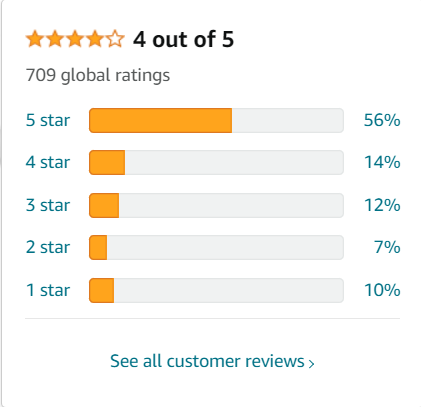 4 out of 5
709 global ratings
5 star 56%
4 star 14%
3 star 12%
2 star 7%
1 star 10%
See all customer reviews ›